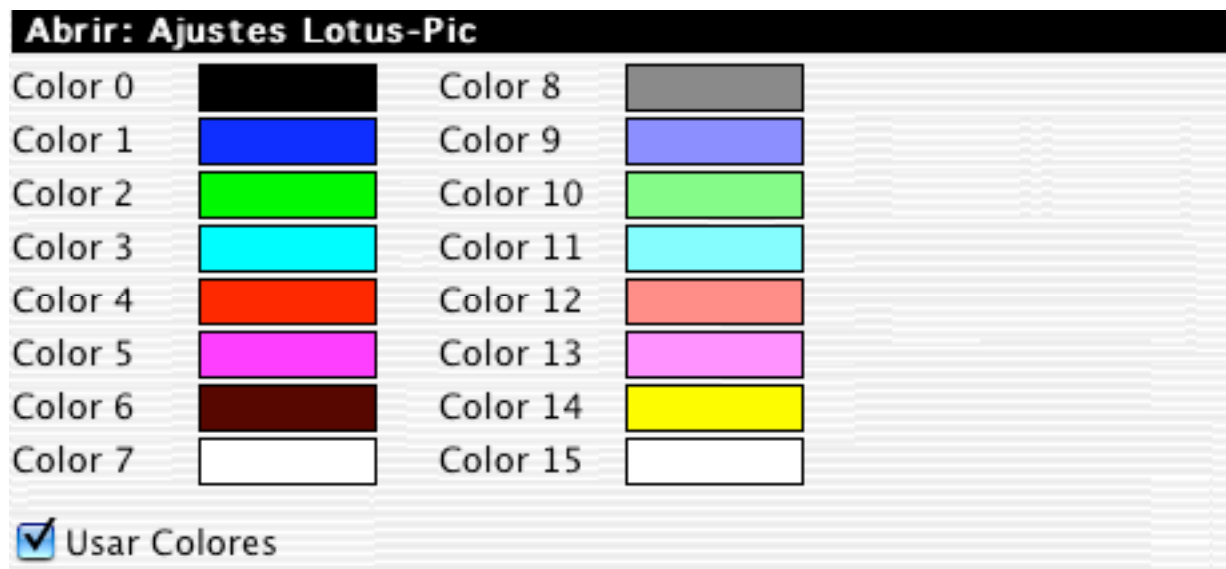 Abrir: Ajustes Lotus-Pic
Color 0 Color 8
Color 1 Color 9
Color 2 Color 10
Color 3 Color 11
Color 4 Color 12
Color 5 Color 13
Color 6 Color 14
Color 7 Color 15
Usar Colores